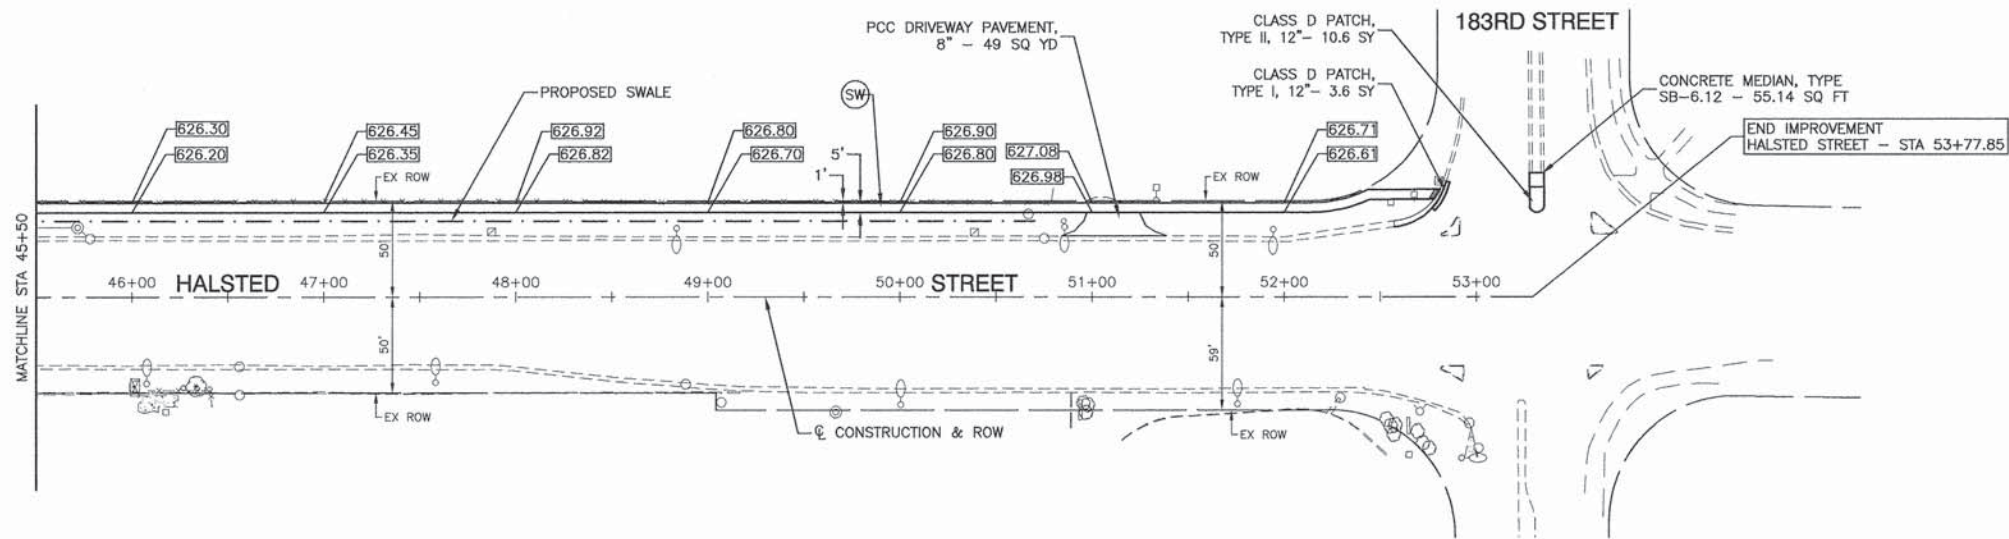 183RD STREET
CLASS D PATCH,
TYPE II, 12"– 10.6 SY
PCC DRIVEWAY PAVEMENT,
8" – 49 SQ YD
CLASS D PATCH,
TYPE I, 12"– 3.6 SY
CONCRETE MEDIAN, TYPE
SB–6.12 – 55.14 SQ FT
PROPOSED SWALE
SW
END IMPROVEMENT
HALSTED STREET – STA 53+77.85
626.30
626.20
626.45
626.35
626.92
626.82
626.80
626.70
626.90
626.80
627.08
626.98
626.71
626.61
5'
1'
EX ROW
EX ROW
MATCHLINE STA 45+50
50'
50'
46+00
HALSTED
47+00
48+00
49+00
50+00
STREET
51+00
52+00
53+00
50'
59'
EX ROW
℄ CONSTRUCTION & ROW
EX ROW